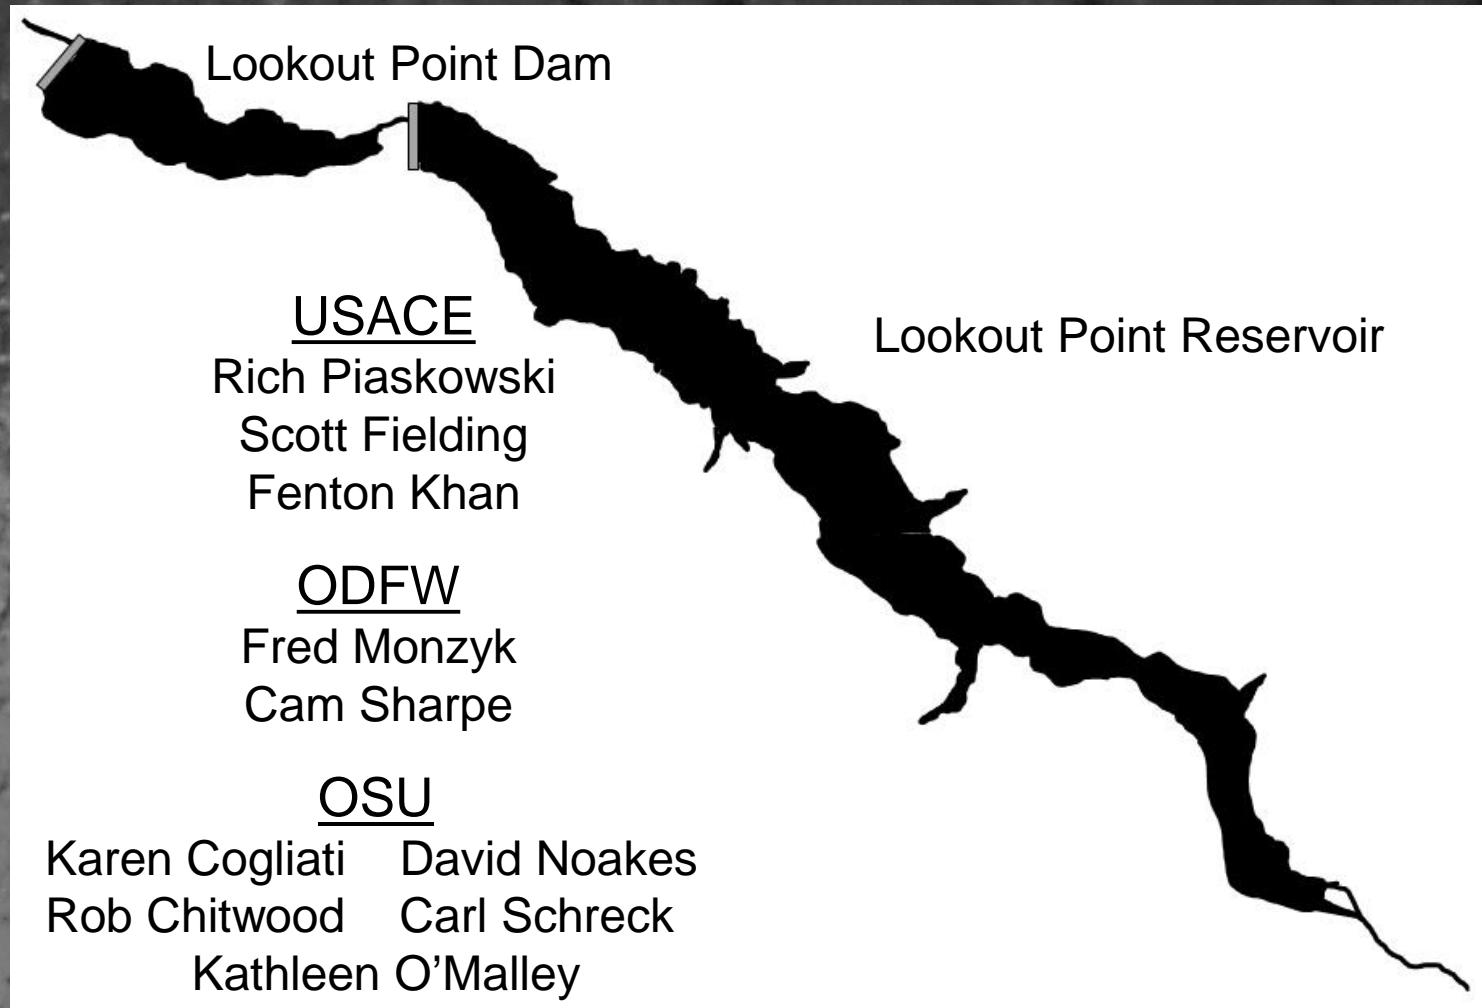 Lookout Point Dam
Lookout Point Reservoir
USACE
Rich Piaskowski
Scott Fielding
Fenton Khan
ODFW
Fred Monzyk
Cam Sharpe
OSU
Karen Cogliati David Noakes
Rob Chitwood Carl Schreck
Kathleen O’Malley